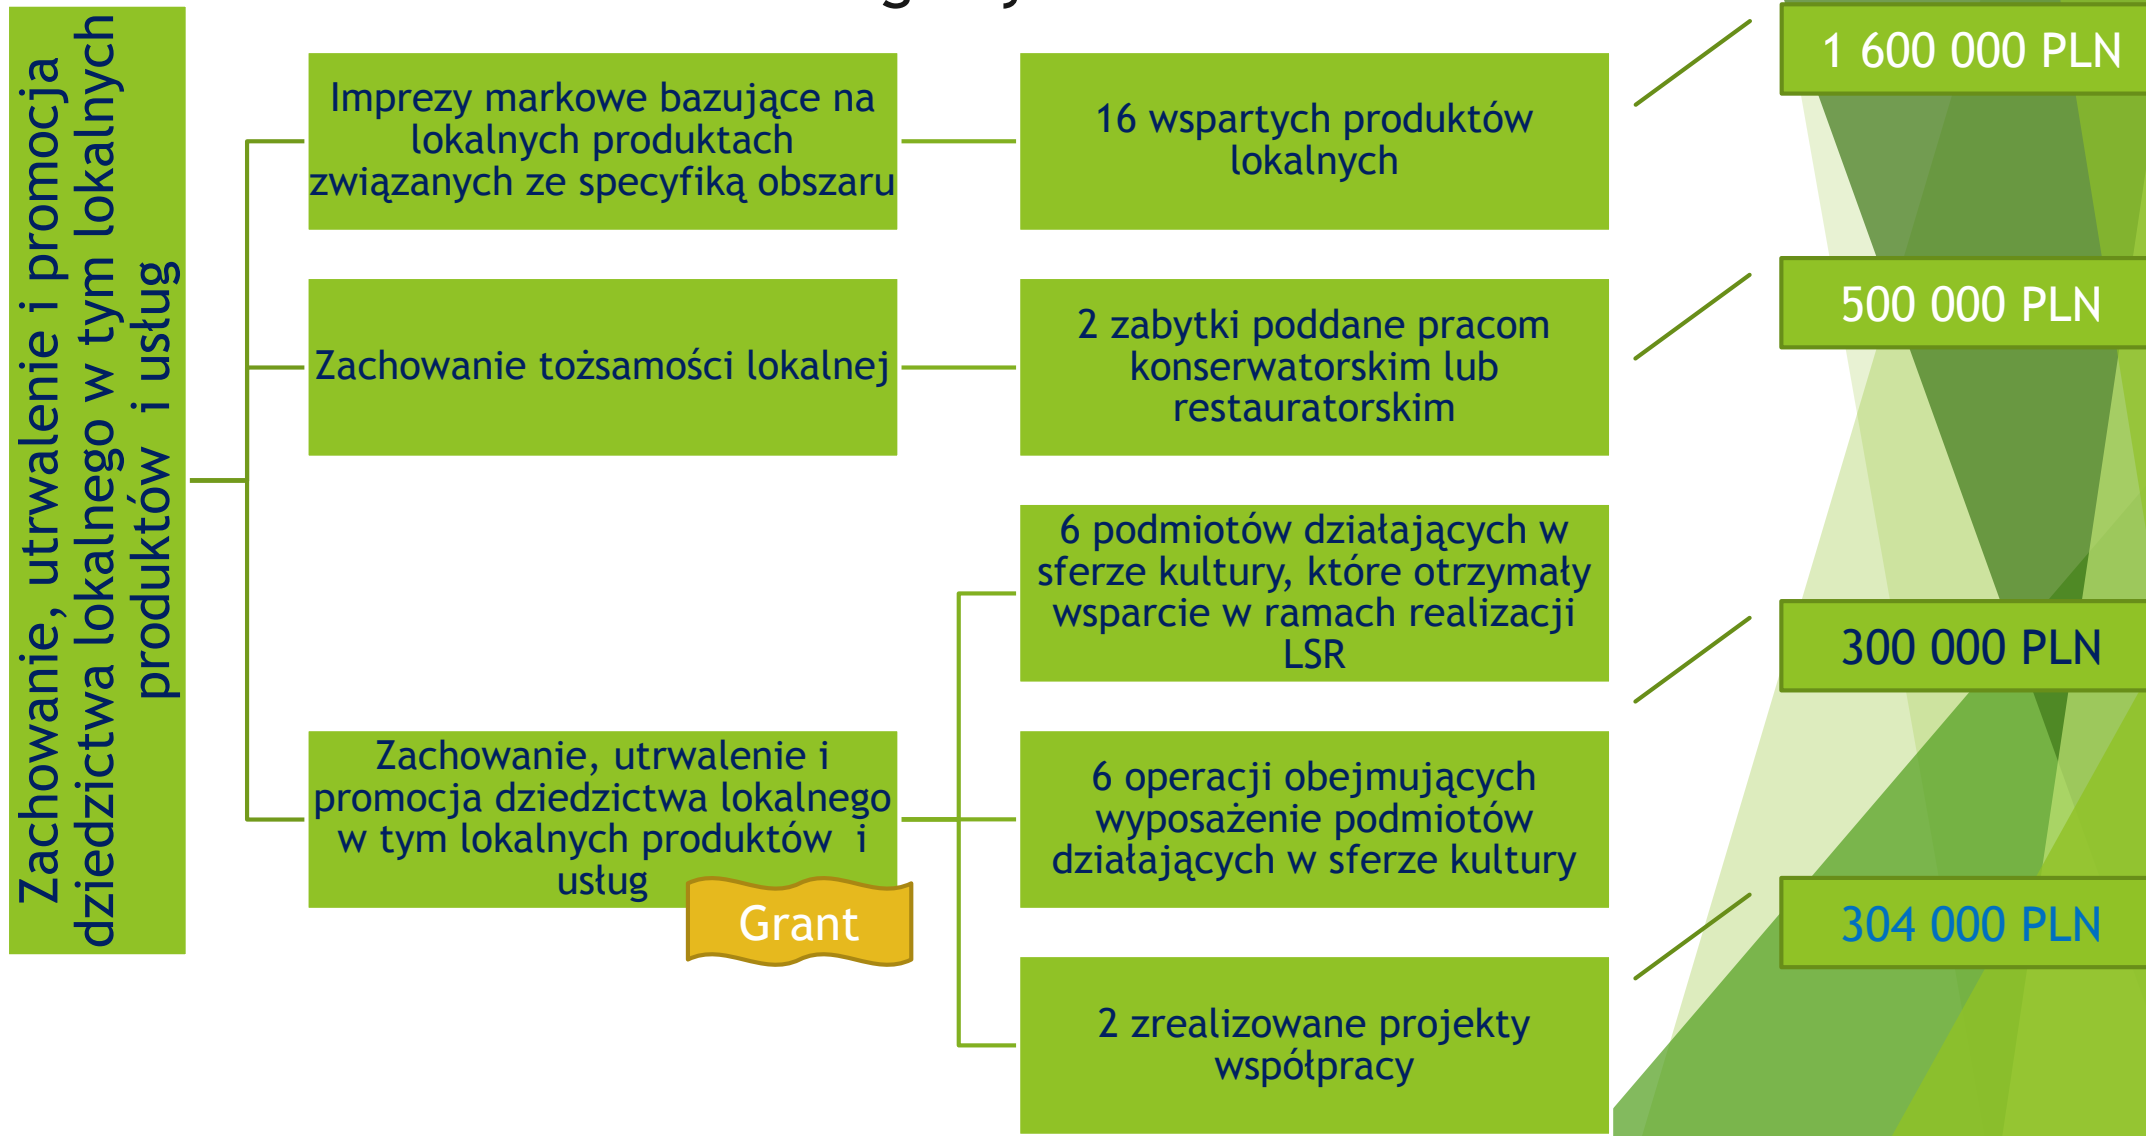 Zachowanie, utrwalenie i promocja
dziedzictwa lokalnego w tym lokalnych
produktów i usług
Imprezy markowe bazujące na
lokalnych produktach
związanych ze specyfiką obszaru
16 wspartych produktów
lokalnych
1 600 000 PLN
Zachowanie tożsamości lokalnej
2 zabytki poddane pracom
konserwatorskim lub
restauratorskim
500 000 PLN
Zachowanie, utrwalenie i
promocja dziedzictwa lokalnego
w tym lokalnych produktów i
usług
Grant
6 podmiotów działających w
sferze kultury, które otrzymały
wsparcie w ramach realizacji
LSR
300 000 PLN
6 operacji obejmujących
wyposażenie podmiotów
działających w sferze kultury
304 000 PLN
2 zrealizowane projekty
współpracy